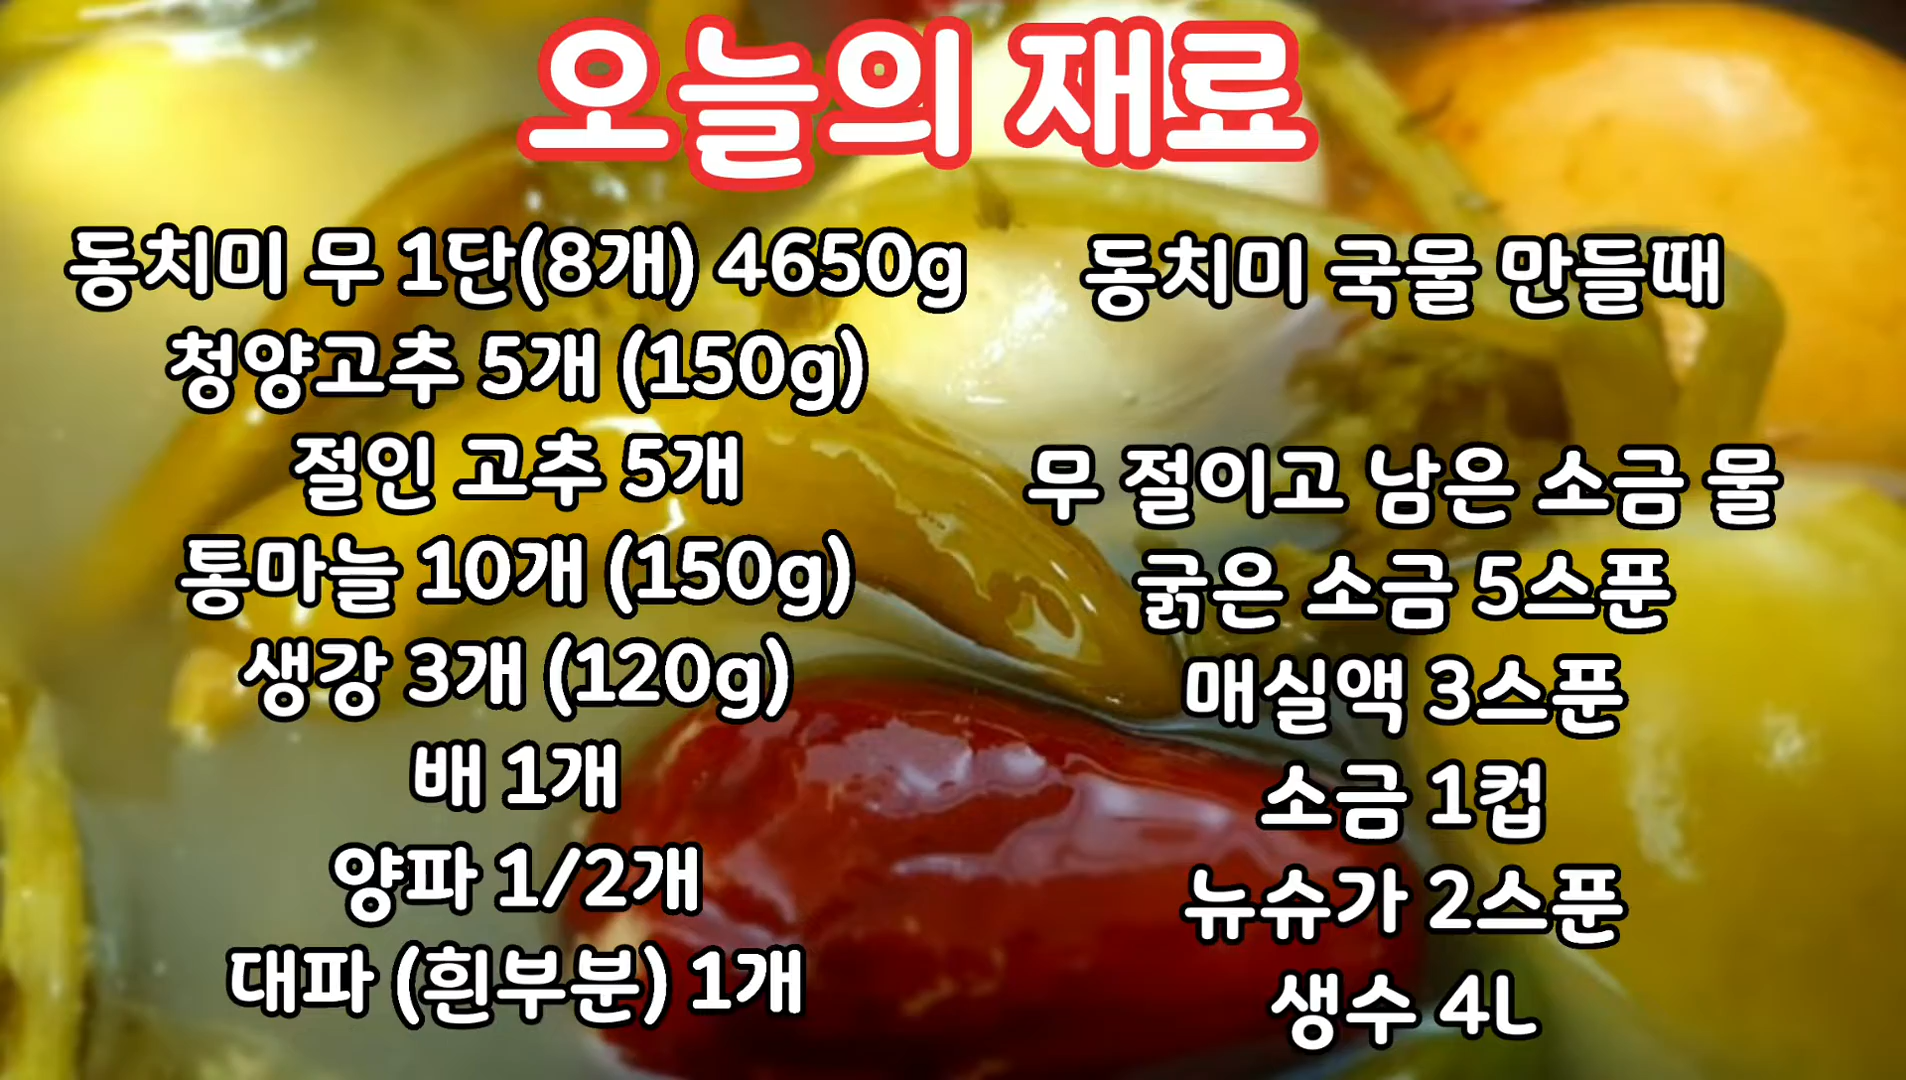 오늘의 재료
동치미 무 1단(8개) 4650g
청양고추 5개 (150g)
절인 고추 5개
통마늘 10개 (150g)
생강 3개 (120g)
배 1개
양파 1/2개
대파 (흰부분) 1개
동치미 국물 만들때
무 절이고 남은 소금 물
굵은 소금 5스푼
매실액 3스푼
소금 1컵
뉴슈가 2스푼
생수 4L